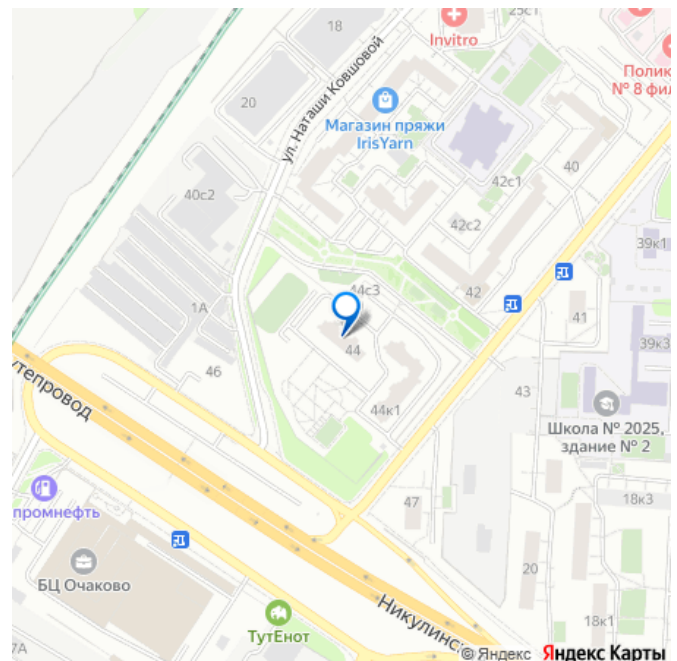 25с1
18
Invitro
Полик
№ 8 фил
20
ул. Наташи Ковшовой
Магазин пряжи
IrisYarn
40
42с1
40с2
42с2
39к1
44с3
42
1А
41
39к3
44
46
утепровод
43
44к1
Школа № 2025,
здание № 2
47
18к3
промнефть
20
БЦ Очаково
Никулинс
ТутЕнот
18к1
7А
© Яндекс Яндекс Карты